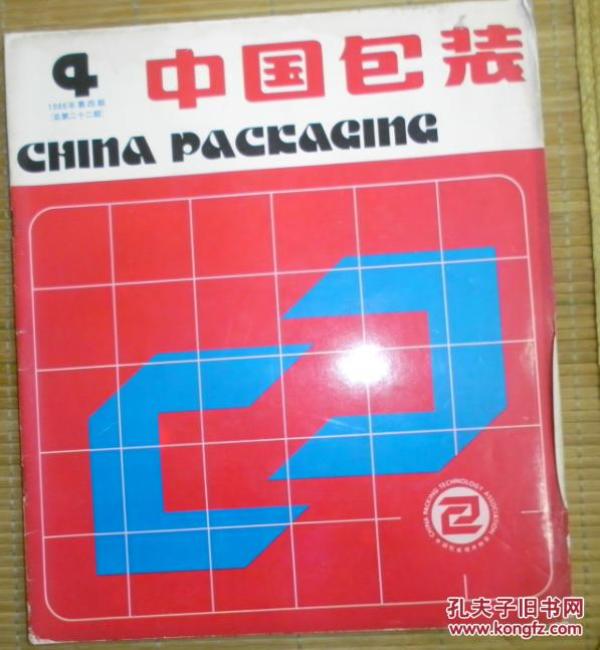 4
中国包装
1986年第四期
(总第二十二期)
CHINA PACKAGING
CHINA PACKING TECHNOLOGY ASSOCIATION
孔夫子旧书网
www.kongfz.com